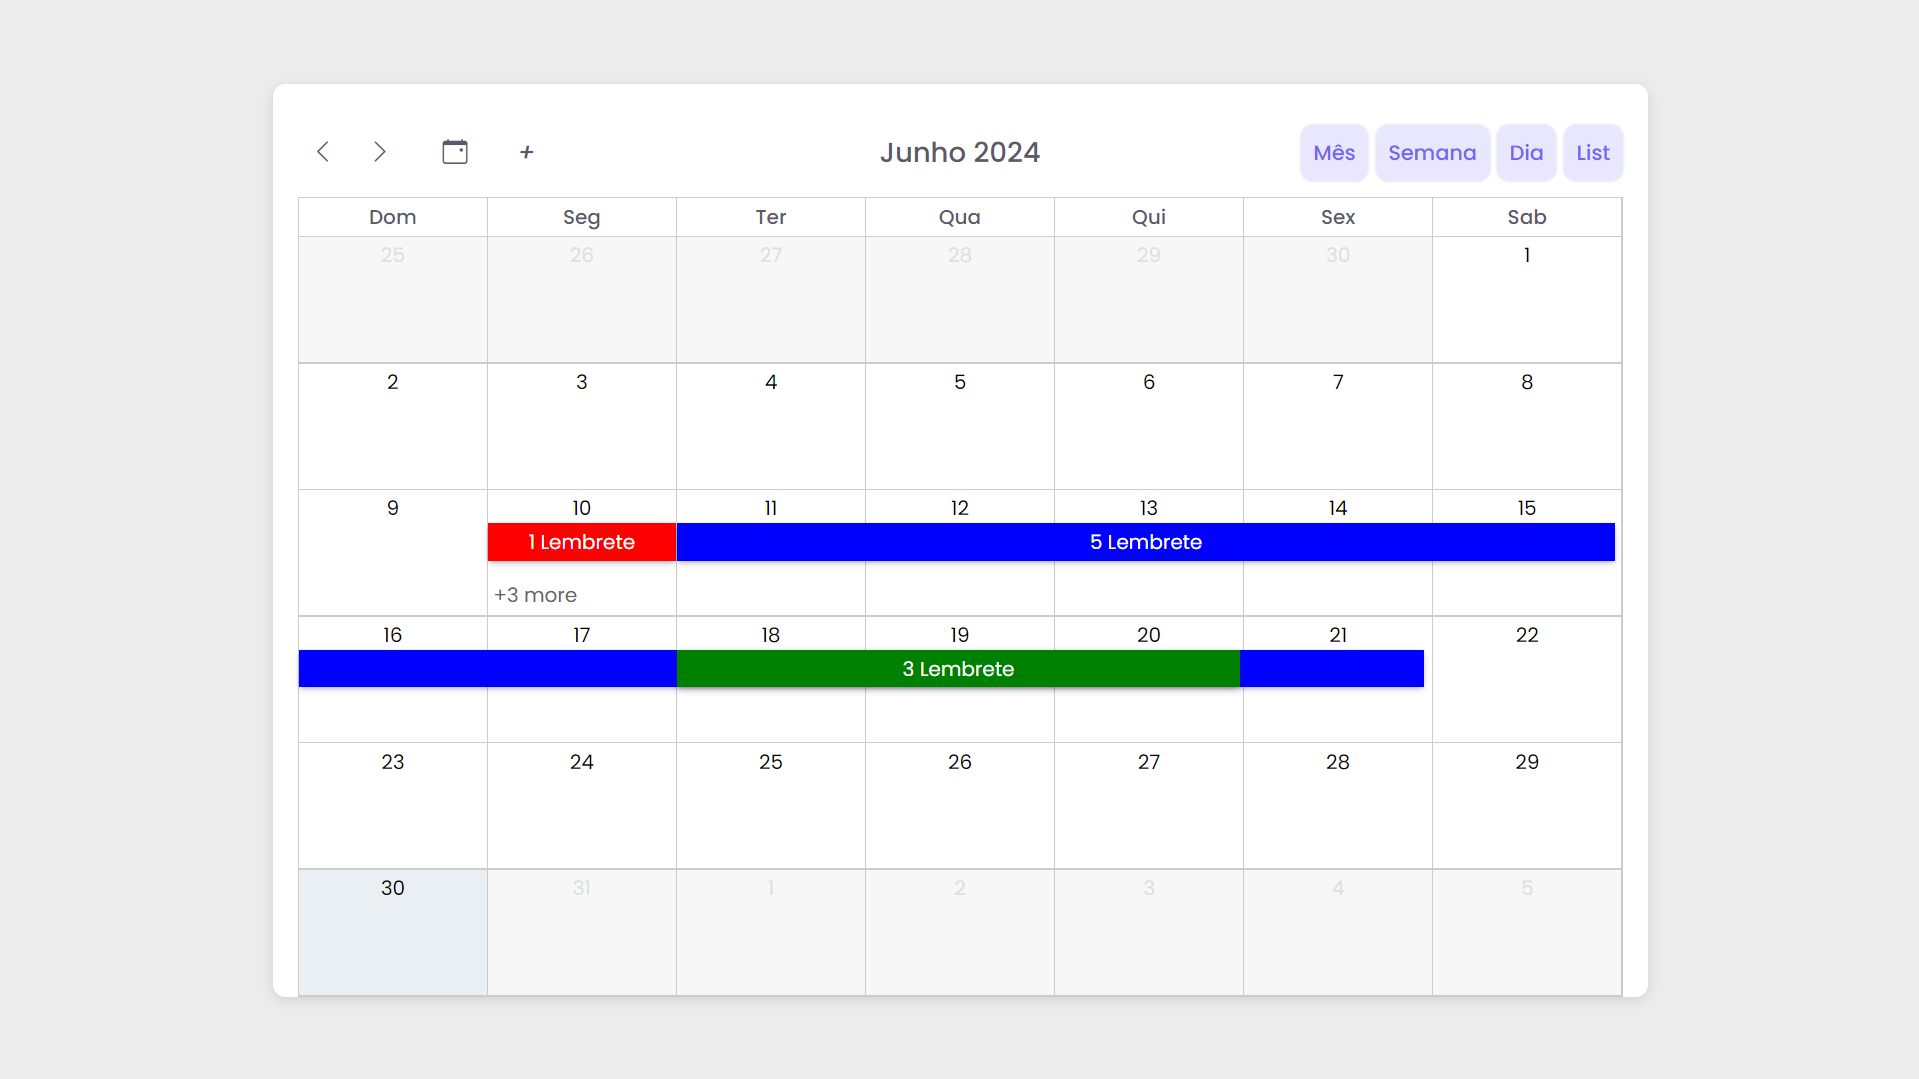 + Junho 2024 Mês Semana Dia List
Dom Seg Ter Qua Qui Sex Sab
25 26 27 28 29 30 1
2 3 4 5 6 7 8
9 10 11 12 13 14 15
1 Lembrete 5 Lembrete
+3 more
16 17 18 19 20 21 22
3 Lembrete
23 24 25 26 27 28 29
30 31 1 2 3 4 5